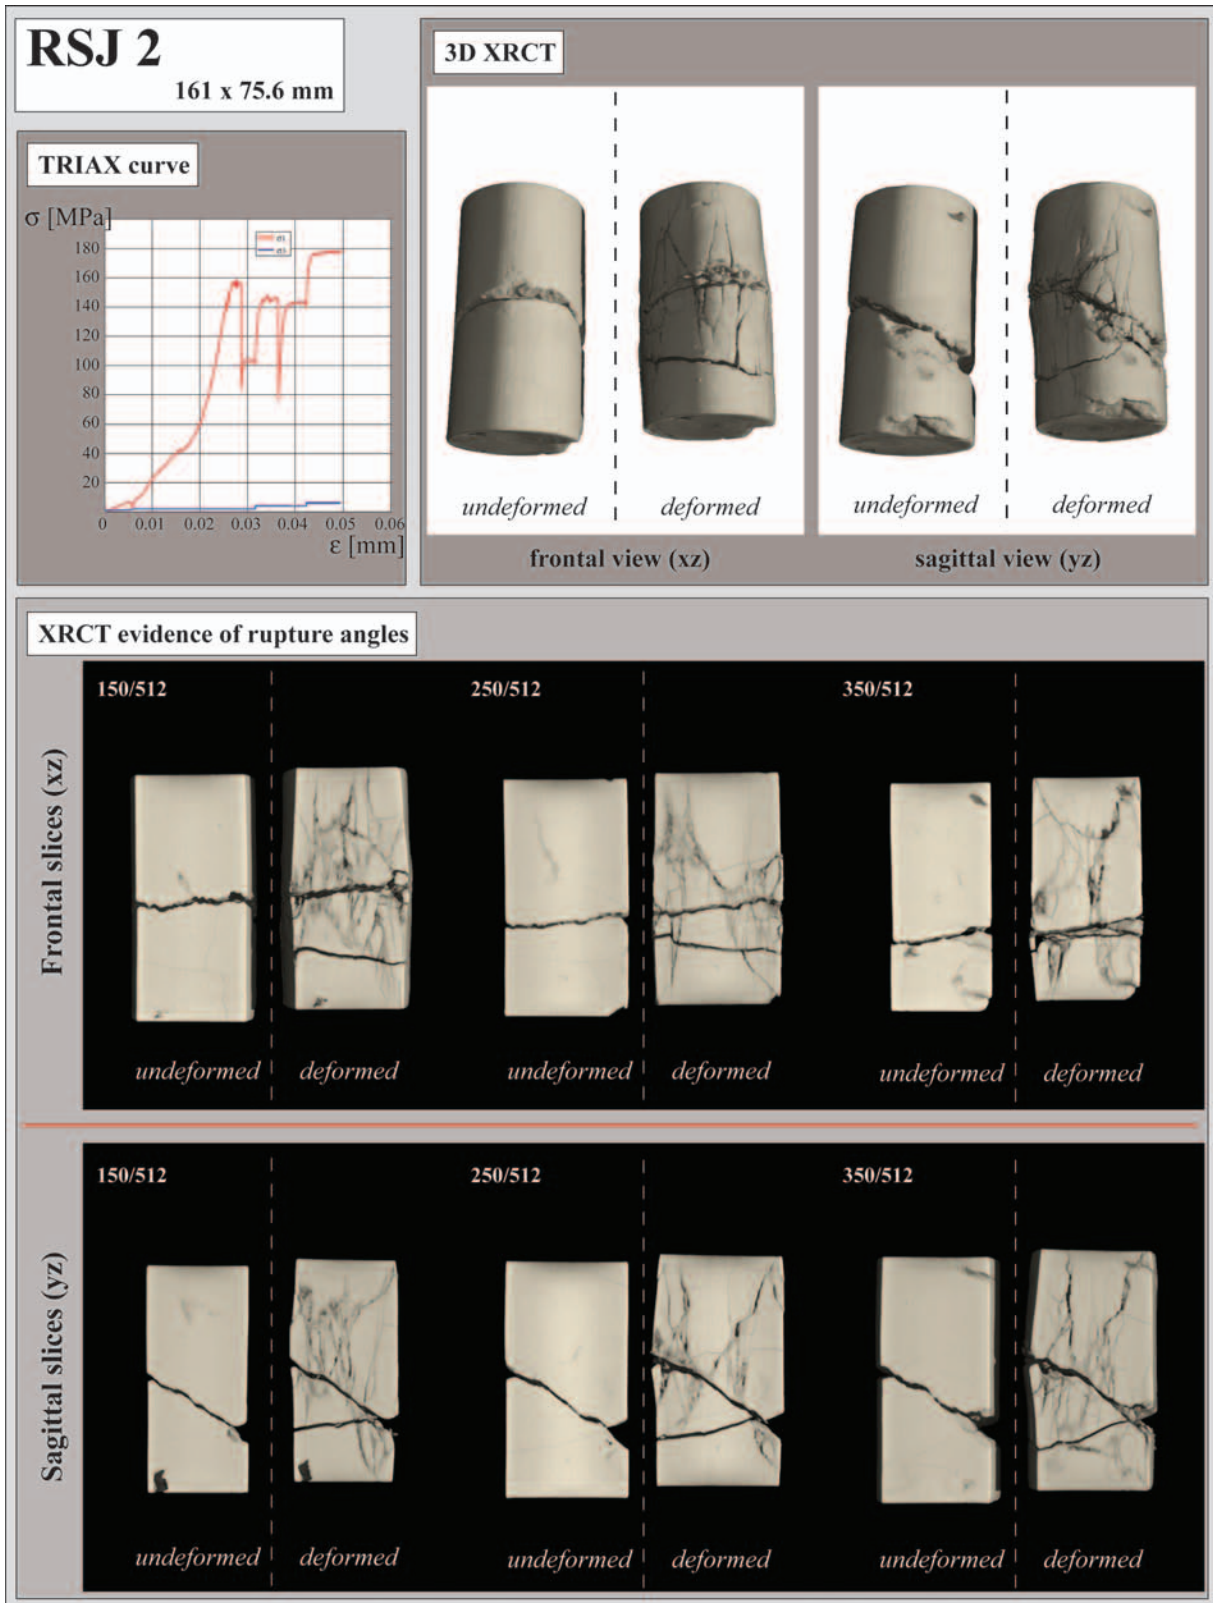 RSJ 2
161 x 75.6 mm
TRIAX curve
σ [MPa]
180
160
140
120
100
80
60
40
20
0
0.01
0.02
0.03
0.04
0.05
0.06
ε [mm]
3D XRCT
undeformed
deformed
undeformed
deformed
frontal view (xz)
sagittal view (yz)
XRCT evidence of rupture angles
Frontal slices (xz)
150/512
250/512
350/512
undeformed
deformed
undeformed
deformed
undeformed
deformed
Sagittal slices (yz)
150/512
250/512
350/512
undeformed
deformed
undeformed
deformed
undeformed
deformed